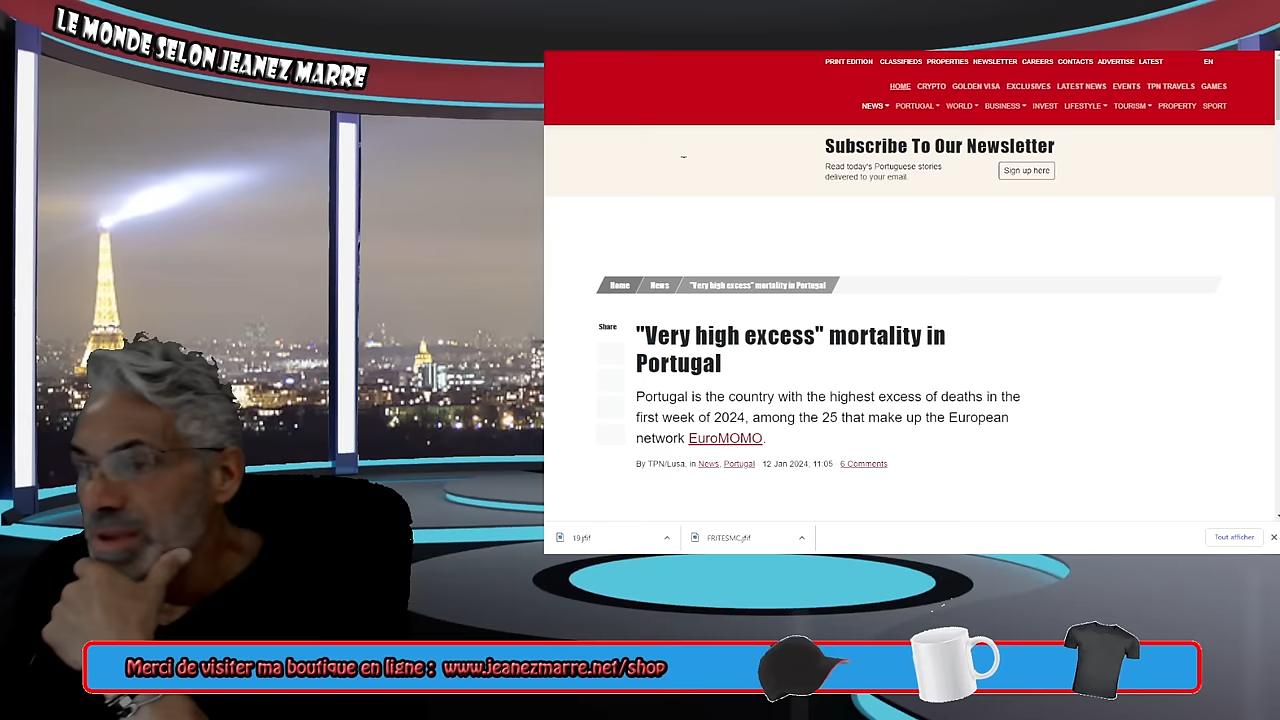 LE MONDE SELON JEANEZ MARRE
PRINT EDITION CLASSIFIEDS PROPERTIES NEWSLETTER CAREERS CONTACTS ADVERTISE LATEST EN
HOME CRYPTO GOLDEN VISA EXCLUSIVES LATEST NEWS EVENTS TPN TRAVELS GAMES
NEWS PORTUGAL WORLD BUSINESS INVEST LIFESTYLE TOURISM PROPERTY SPORT
Subscribe To Our Newsletter
Read today's Portuguese stories
delivered to your email.
Sign up here
Home News "Very high excess" mortality in Portugal
Share
"Very high excess" mortality in
Portugal
Portugal is the country with the highest excess of deaths in the
first week of 2024, among the 25 that make up the European
network EuroMOMO.
By TPN/Lusa, in News, Portugal 12 Jan 2024, 11:05 6 Comments
19.jfif FRITESMC.jfif Tout afficher
Merci de visiter ma boutique en ligne : www.jeanezmarre.net/shop